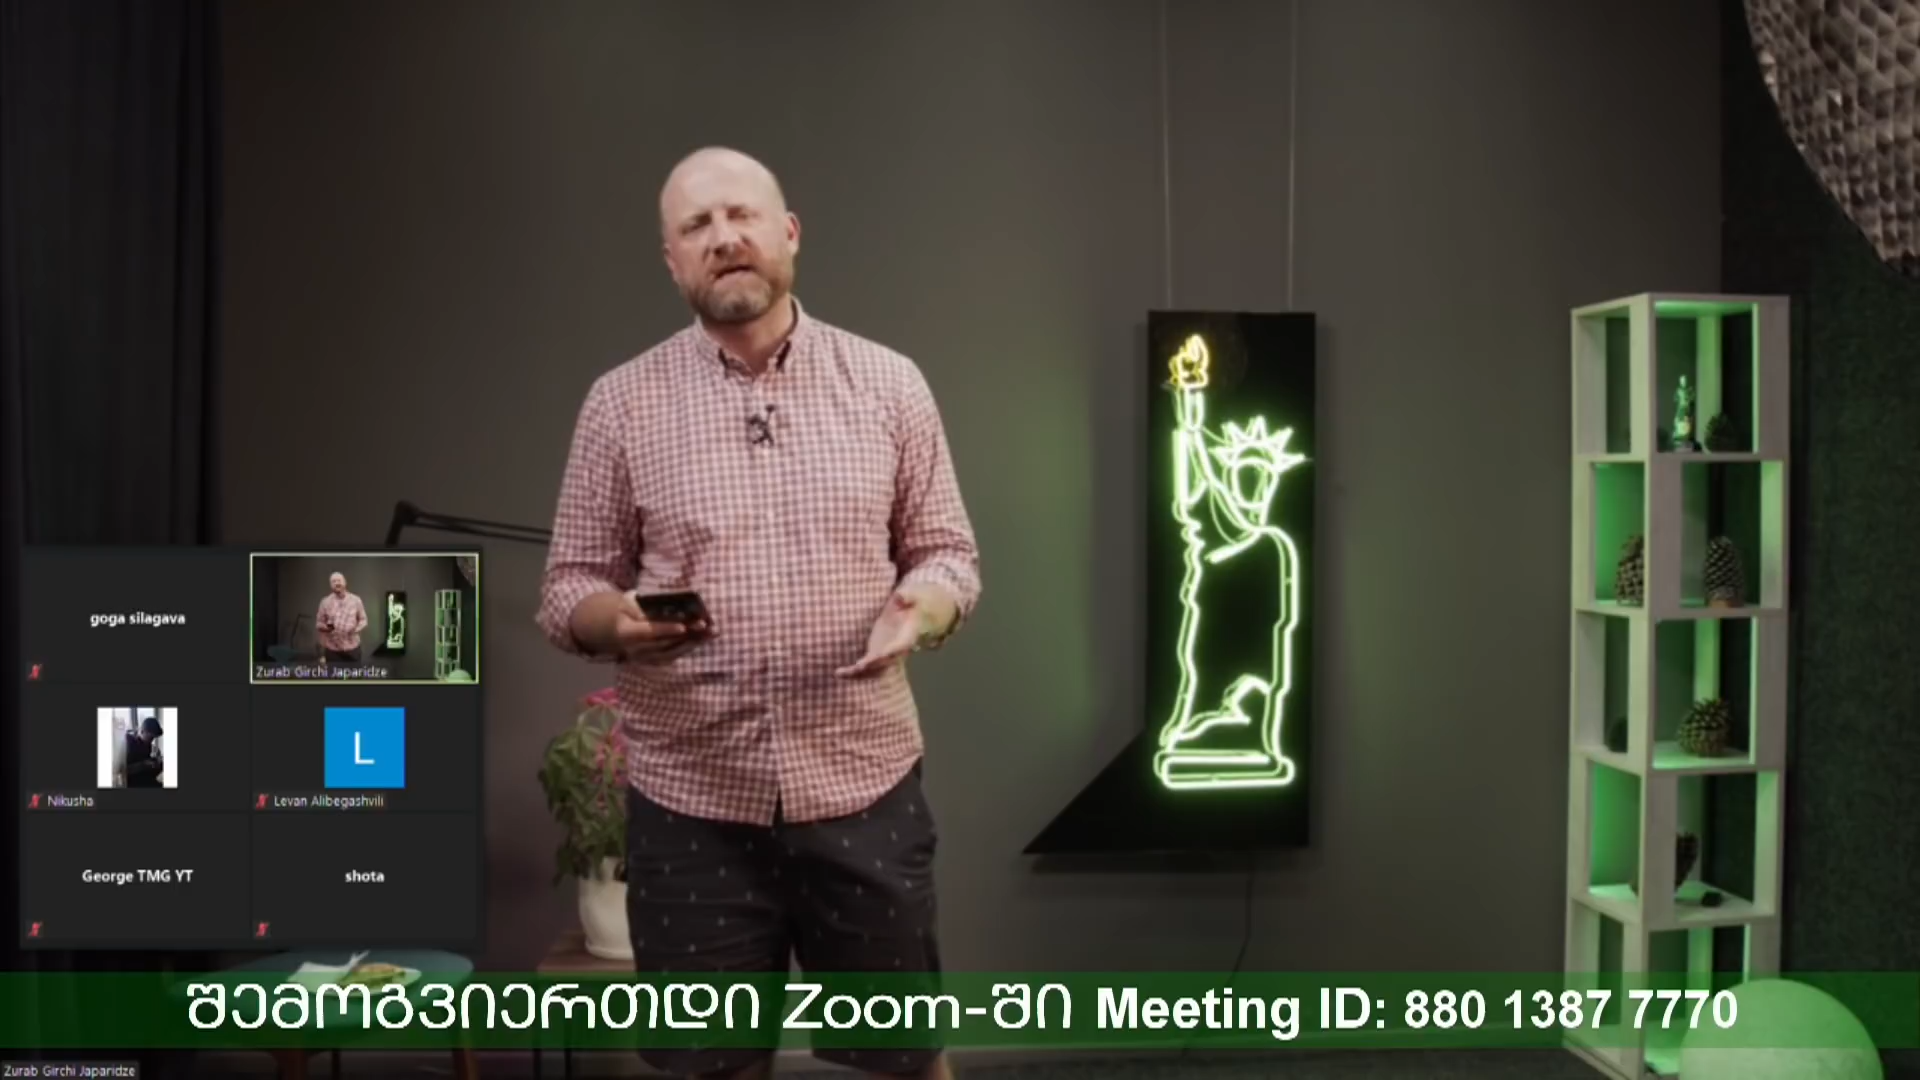 goga silagava
Zurab Girchi Japaridze
L
Nikusha
Levan Alibegashvili
George TMG YT
shota
შემოგვიერთდი Zoom-ში Meeting ID: 880 1387 7770
Zurab Girchi Japaridze